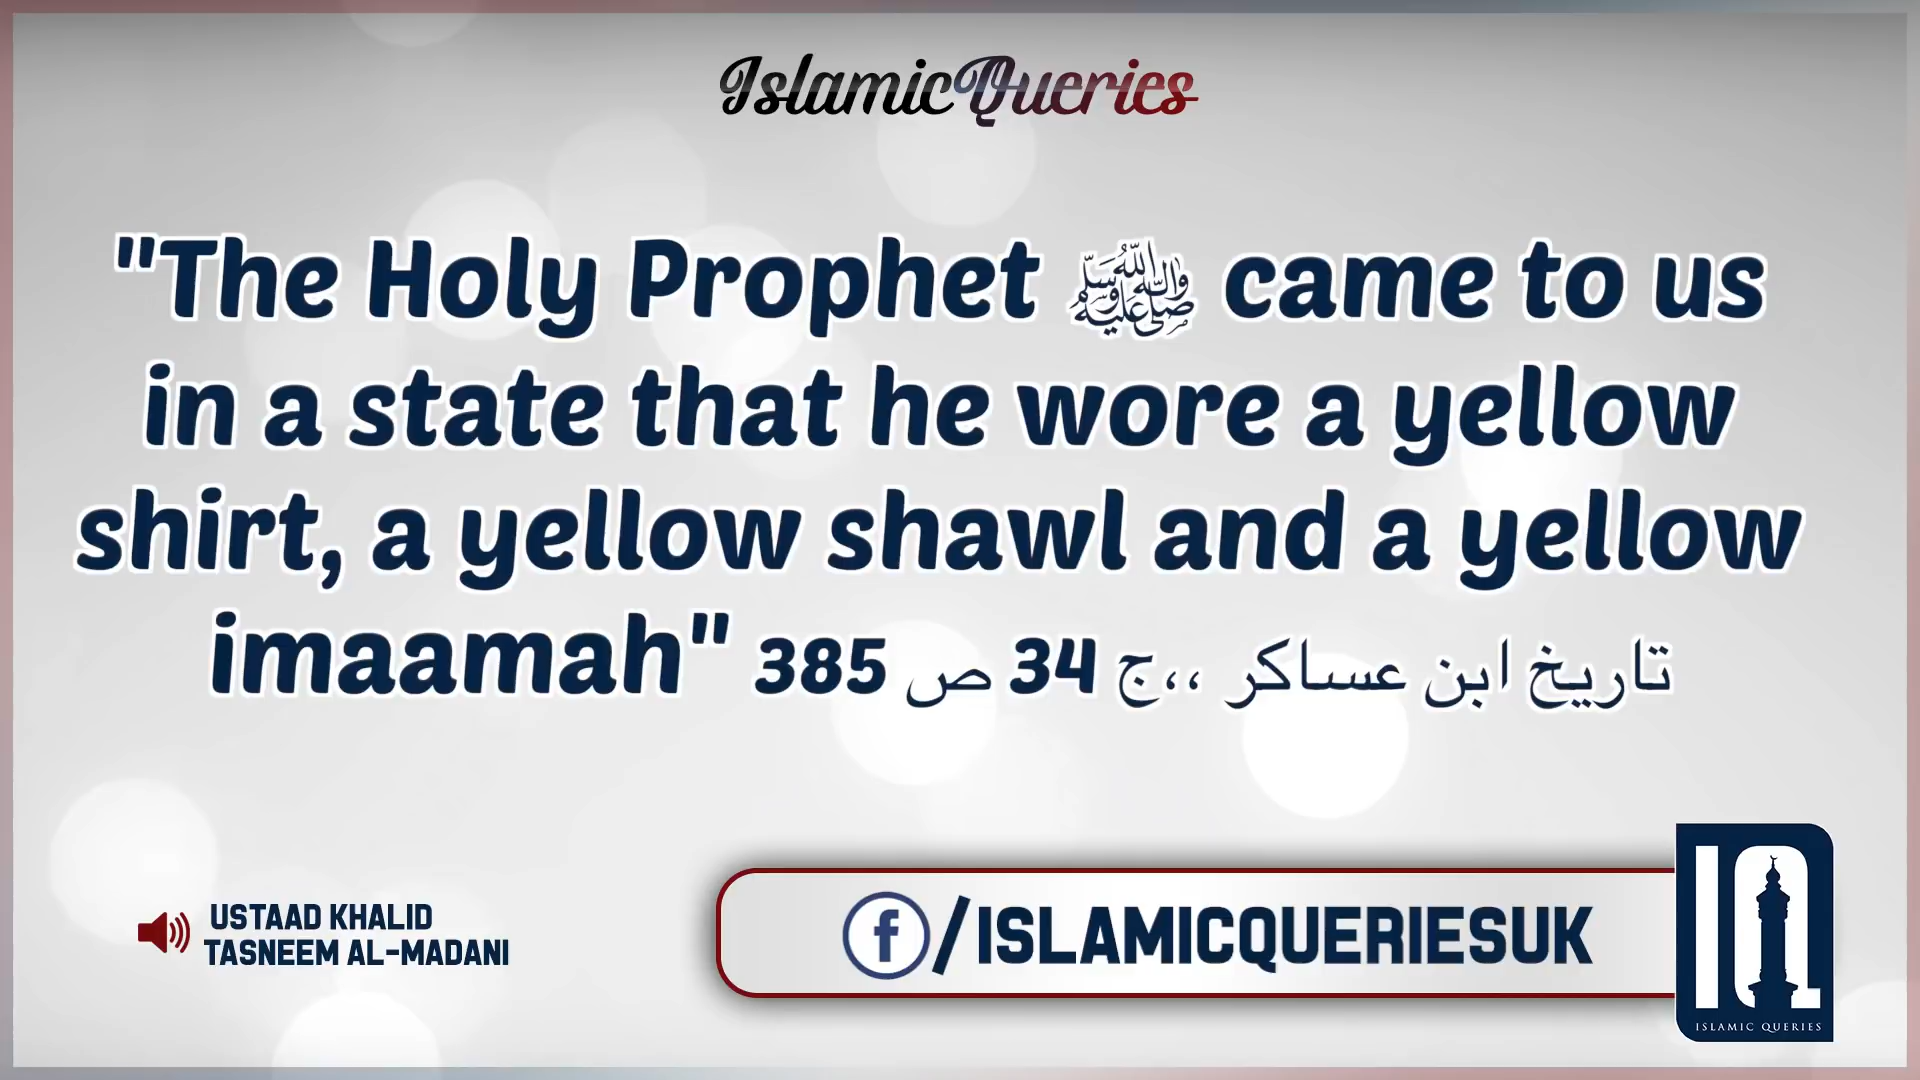 IslamicQueries
"The Holy Prophet ﷺ came to us
in a state that he wore a yellow
shirt, a yellow shawl and a yellow
imaamah" تاريخ ابن عساكر ،،ج 34 ص 385
USTAAD KHALID
TASNEEM AL-MADANI
f/ISLAMICQUERIESUK
IQ
ISLAMIC QUERIES